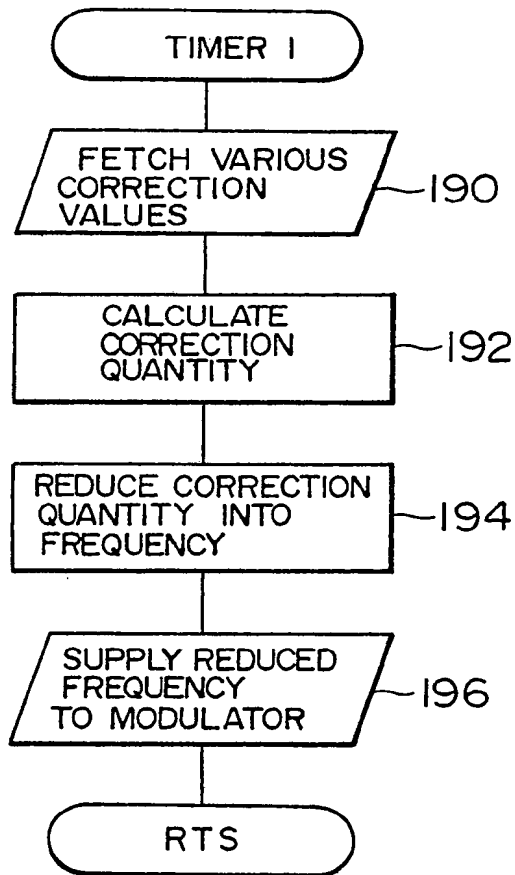 TIMER 1
FETCH VARIOUS
CORRECTION
VALUES
190
CALCULATE
CORRECTION
QUANTITY
192
REDUCE CORRECTION
QUANTITY INTO
FREQUENCY
194
SUPPLY REDUCED
FREQUENCY
TO MODULATOR
196
RTS